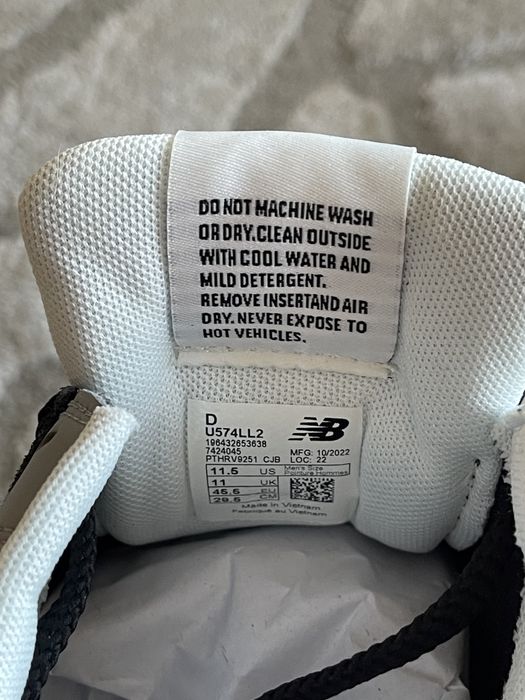 DO NOT MACHINE WASH
OR DRY.CLEAN OUTSIDE
WITH COOL WATER AND
MILD DETERGENT.
REMOVE INSERTAND AIR
DRY. NEVER EXPOSE TO
HOT VEHICLES.
D
U574LL2
196432653638
7424045
PTHRV9251 CJB
NB
MFG: 10/2022
LOC: 22
11.5 US
11 UK
45.5 EU
29.5 CM
Men's Size
Pointure Hommes
Made in Vietnam
Fabriqué au Vietnam